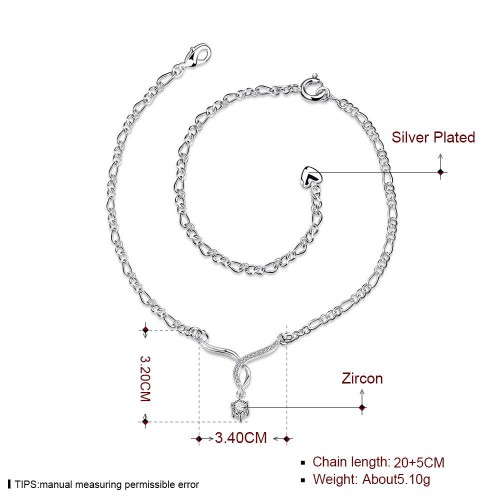 Silver Plated
3.20CM
Zircon
3.40CM
Chain length: 20+5CM
Weight: About5.10g
TIPS:manual measuring permissible error